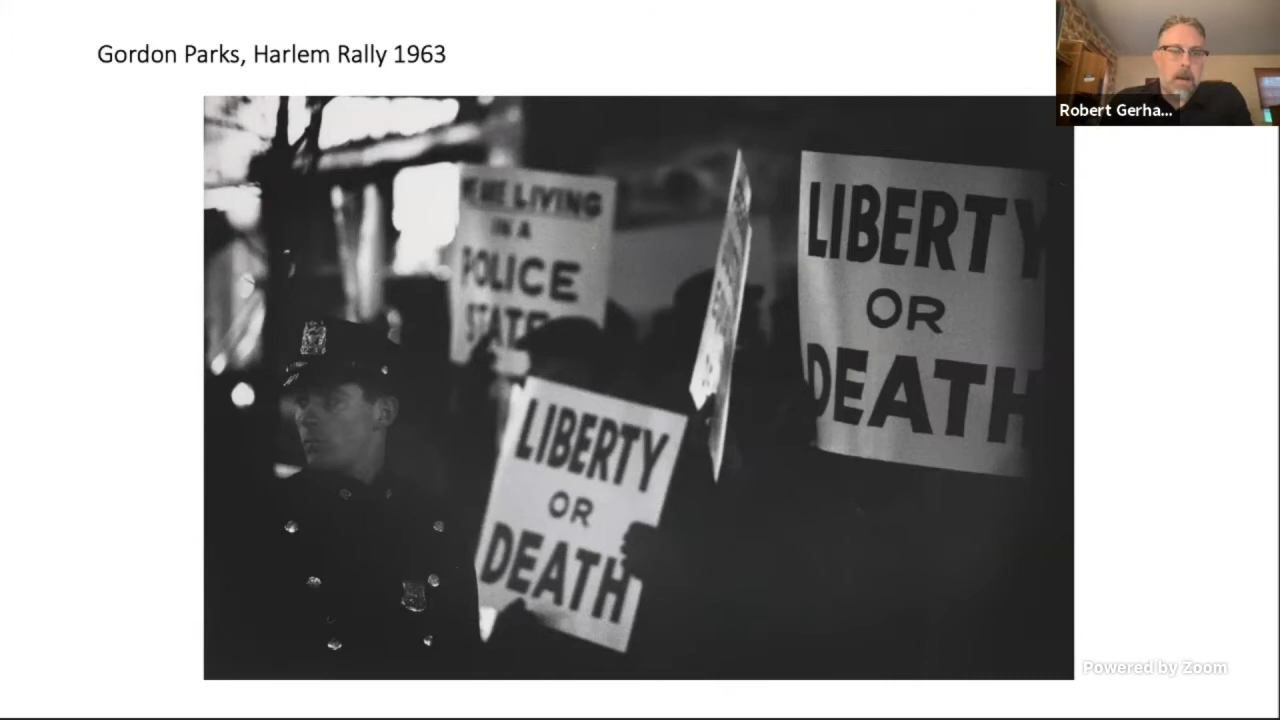 Gordon Parks, Harlem Rally 1963
Robert Gerha...
LIVING
IN A
POLICE
STATE
LIBERTY
OR
DEATH
LIBERTY
OR
DEATH
Powered by Zoom